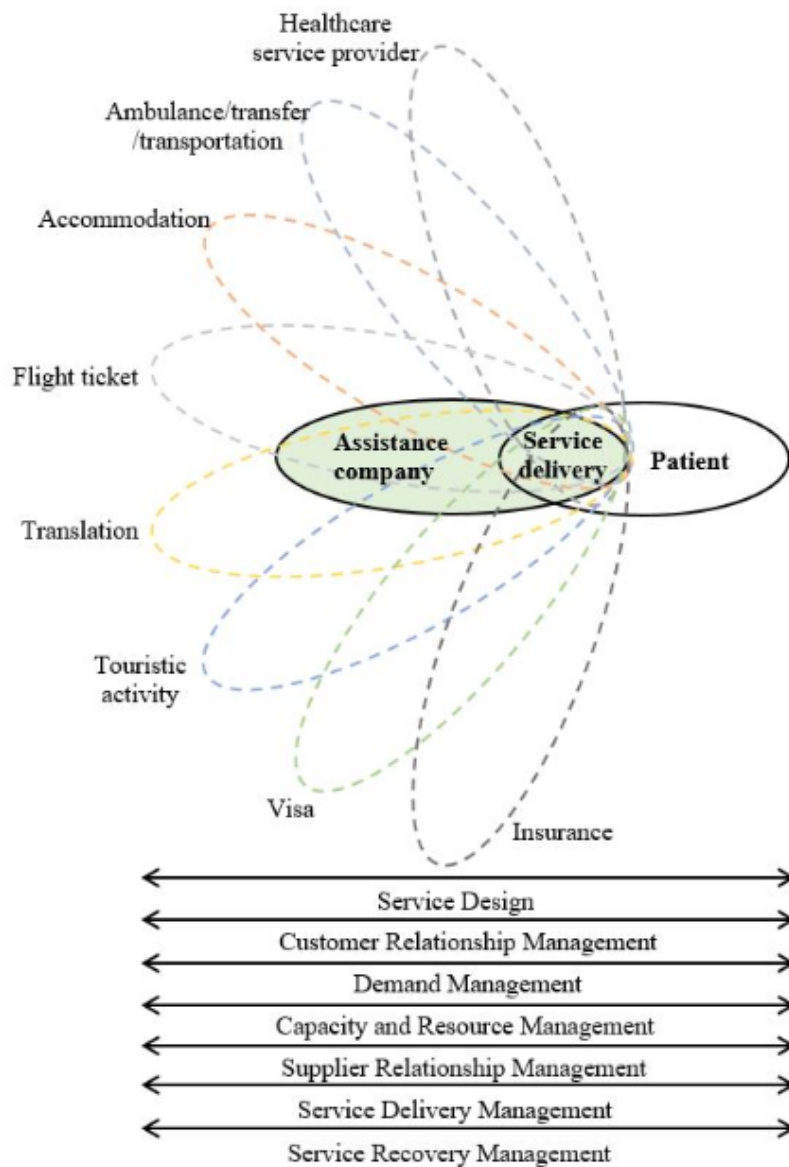 Healthcare
service provider
Ambulance/transfer
/transportation
Accommodation
Flight ticket
Assistance
company
Service
delivery
Patient
Translation
Touristic
activity
Visa
Insurance
Service Design
Customer Relationship Management
Demand Management
Capacity and Resource Management
Supplier Relationship Management
Service Delivery Management
Service Recovery Management